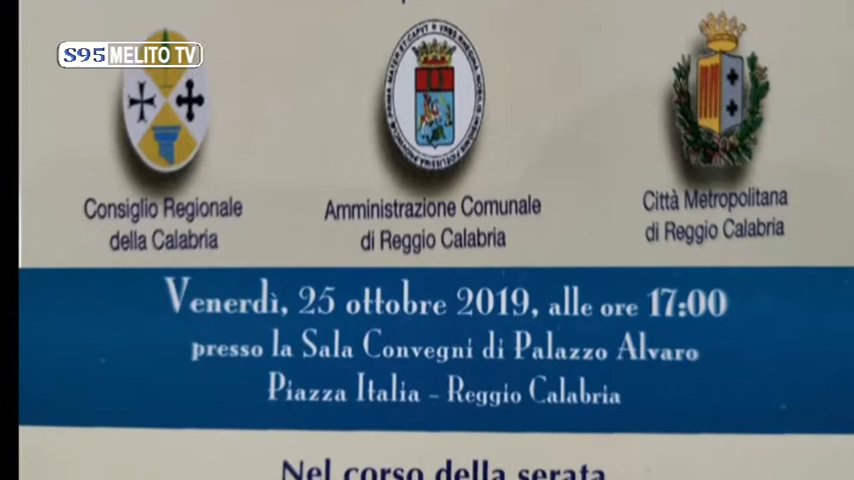 S95 MELITO TV
Consiglio Regionale
della Calabria
Amministrazione Comunale
di Reggio Calabria
Città Metropolitana
di Reggio Calabria
Venerdì, 25 ottobre 2019, alle ore 17:00
presso la Sala Convegni di Palazzo Alvaro
Piazza Italia - Reggio Calabria
Nel corso della serata